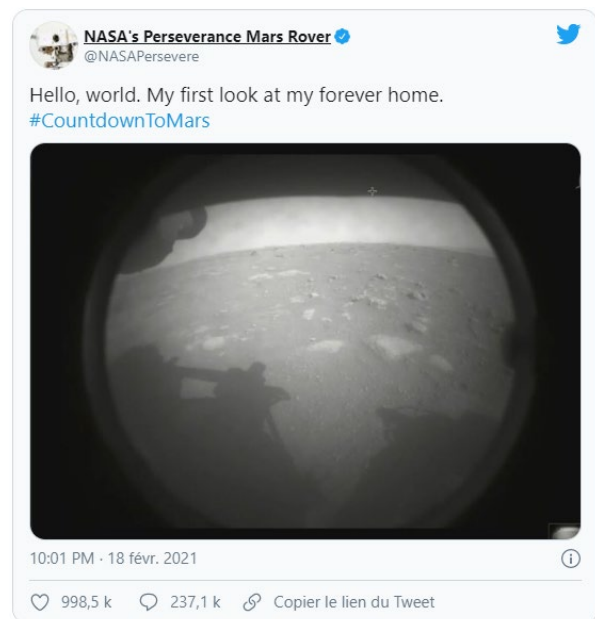 NASA's Perseverance Mars Rover
@NASAPersevere
Hello, world. My first look at my forever home.
#CountdownToMars
10:01 PM · 18 févr. 2021
998,5 k 237,1 k Copier le lien du Tweet